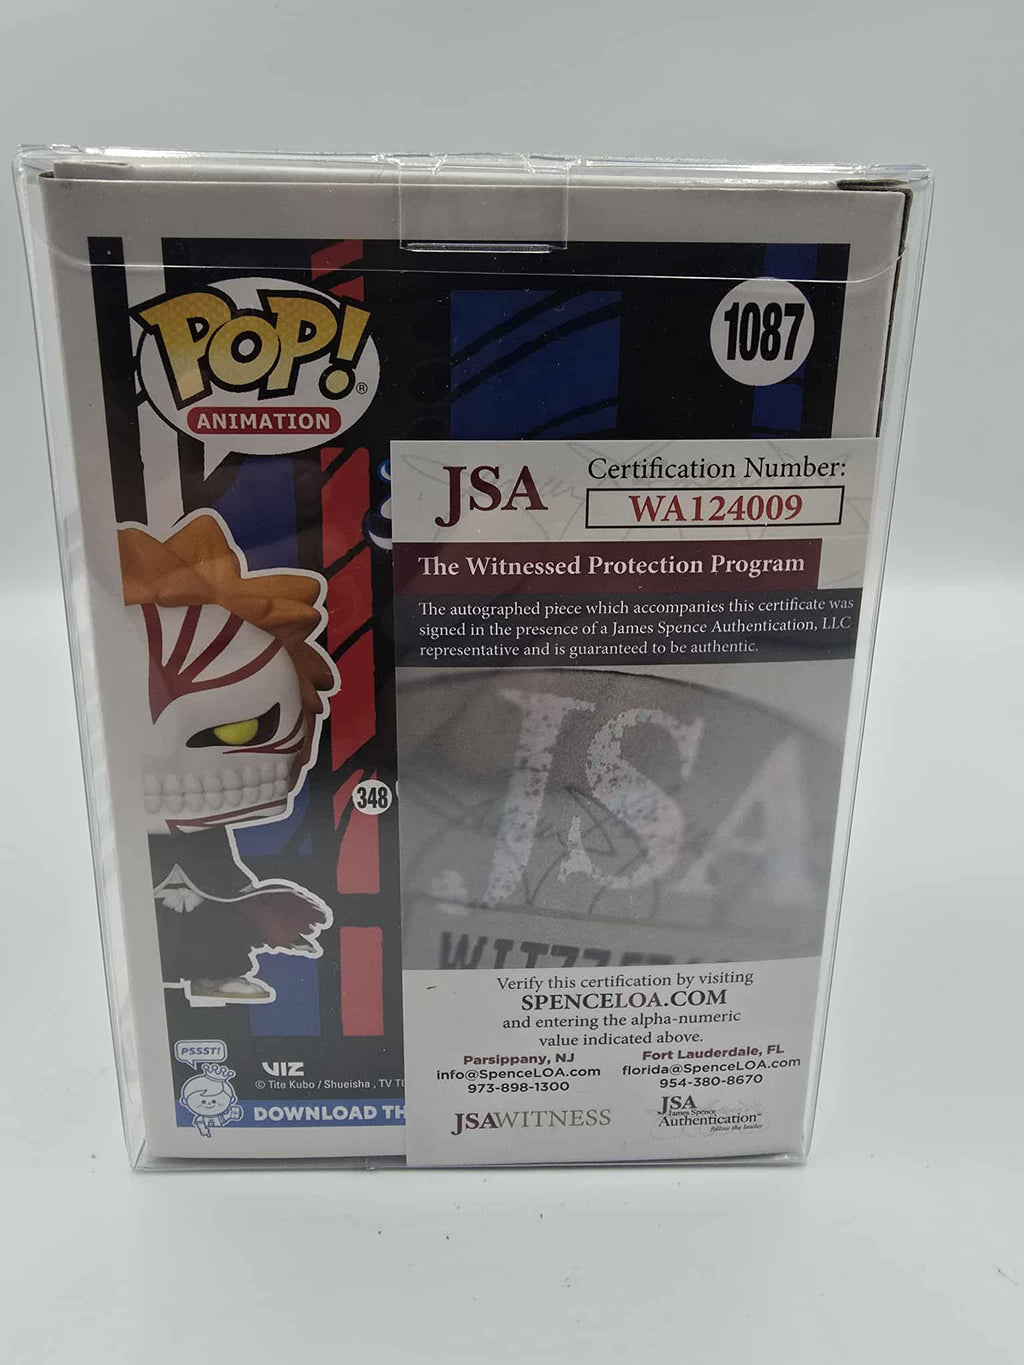 POP!
®
ANIMATION
1087
JSA
Certification Number:
WA124009
The Witnessed Protection Program
The autographed piece which accompanies this certificate was
signed in the presence of a James Spence Authentication, LLC
representative and is guaranteed to be authentic.
JSA
348
Verify this certification by visiting
SPENCELOA.COM
and entering the alpha-numeric
value indicated above.
Parsippany, NJ
info@SpenceLOA.com
973-898-1300
Fort Lauderdale, FL
florida@SpenceLOA.com
954-380-8670
JSAWITNESS
JSA
James Spence
Authentication
follow the leader
PSSST!
VIZ
© Tite Kubo / Shueisha, TV T
DOWNLOAD TH